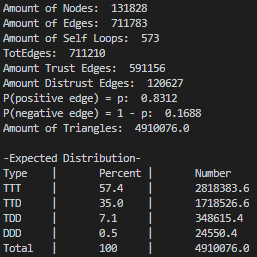 Amount of Nodes:  131828
Amount of Edges:  711783
Amount of Self Loops:  573
TotEdges:  711210
Amount Trust Edges:  591156
Amount Distrust Edges:  120627
P(positive edge) = p:  0.8312
P(negative edge) = 1 - p:  0.1688
Amount of Triangles:  4910076.0
-Expected Distribution-
Type | Percent | Number
TTT | 57.4 | 2818383.6
TTD | 35.0 | 1718526.6
TDD | 7.1 | 348615.4
DDD | 0.5 | 24550.4
Total | 100 | 4910076.0